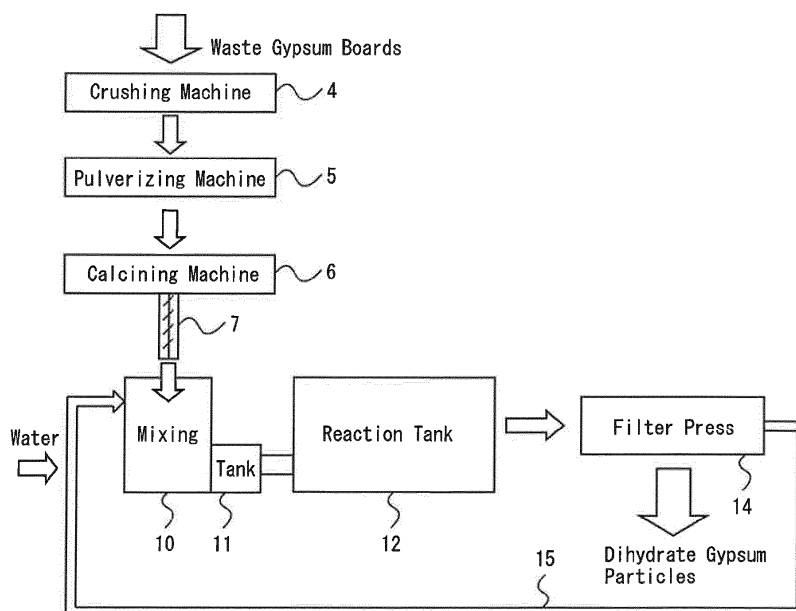 Waste Gypsum Boards
Crushing Machine
4
Pulverizing Machine
5
Calcining Machine
6
7
Water
Mixing
Tank
Reaction Tank
Filter Press
10
11
12
14
15
Dihydrate Gypsum
Particles